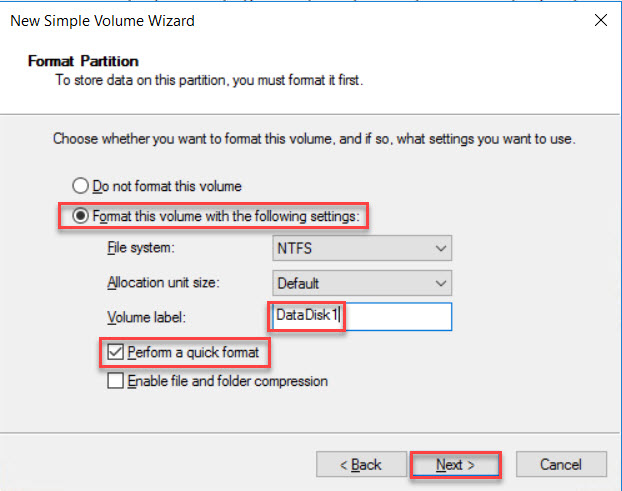 New Simple Volume Wizard
Format Partition
To store data on this partition, you must format it first.
Choose whether you want to format this volume, and if so, what settings you want to use.
Do not format this volume
Format this volume with the following settings:
File system: NTFS
Allocation unit size: Default
Volume label: DataDisk1
Perform a quick format
Enable file and folder compression
< Back Next > Cancel